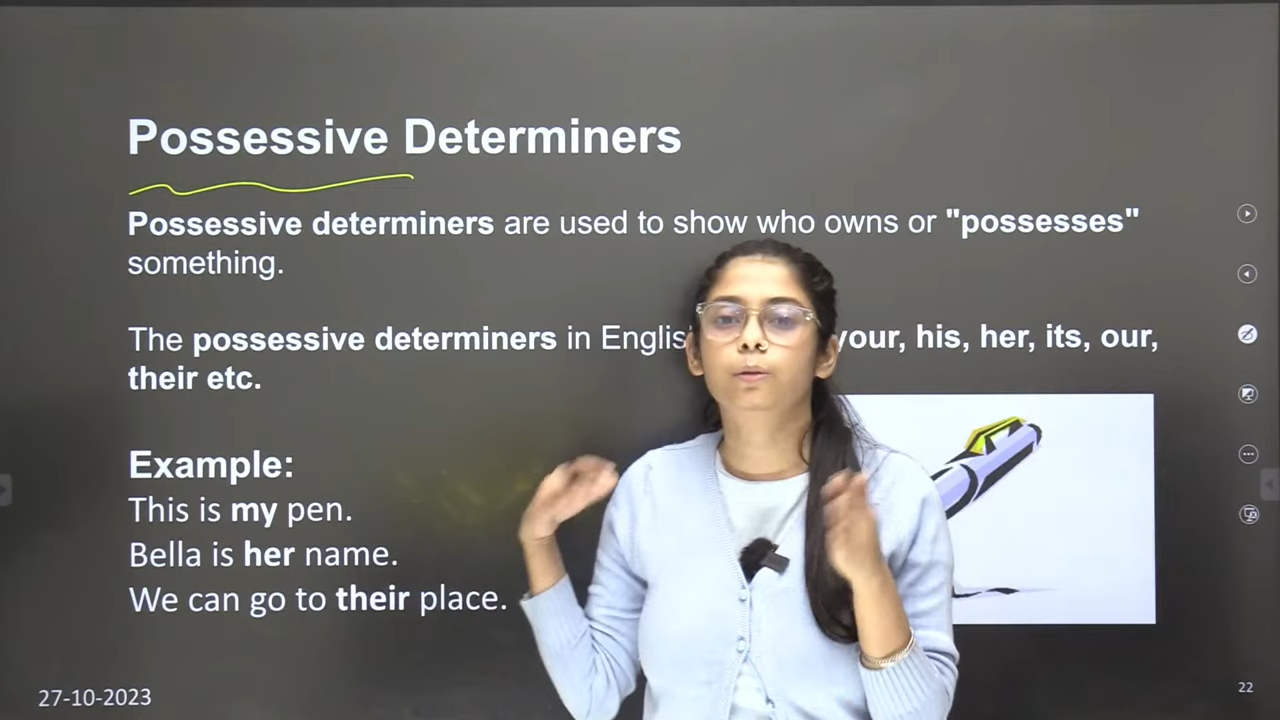 Possessive Determiners
Possessive determiners are used to show who owns or "possesses"
something.
The possessive determiners in your, his, her, its, our,
their etc.
Example:
This is my pen.
Bella is her name.
We can go to their place.
27-10-2023
22